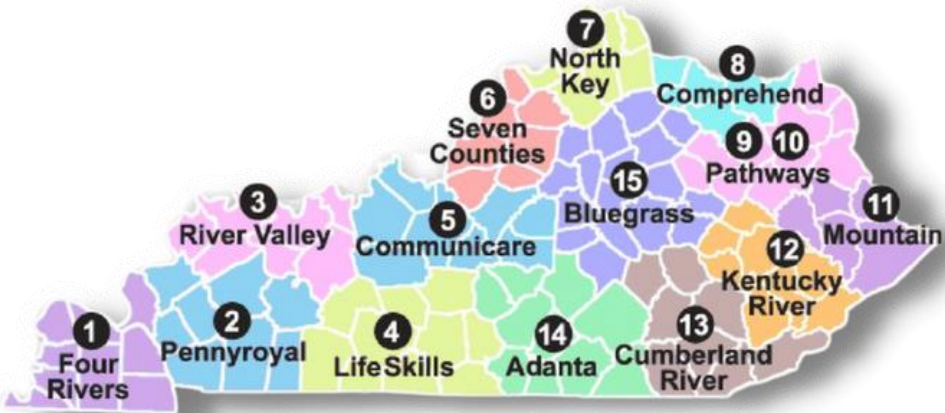 7
North
Key
8
Comprehend
6
Seven
Counties
9 10
Pathways
15
Bluegrass
3
River Valley
5
Communicare
11
Mountain
12
Kentucky
River
1
Four
Rivers
2
Pennyroyal
4
LifeSkills
14
Adanta
13
Cumberland
River